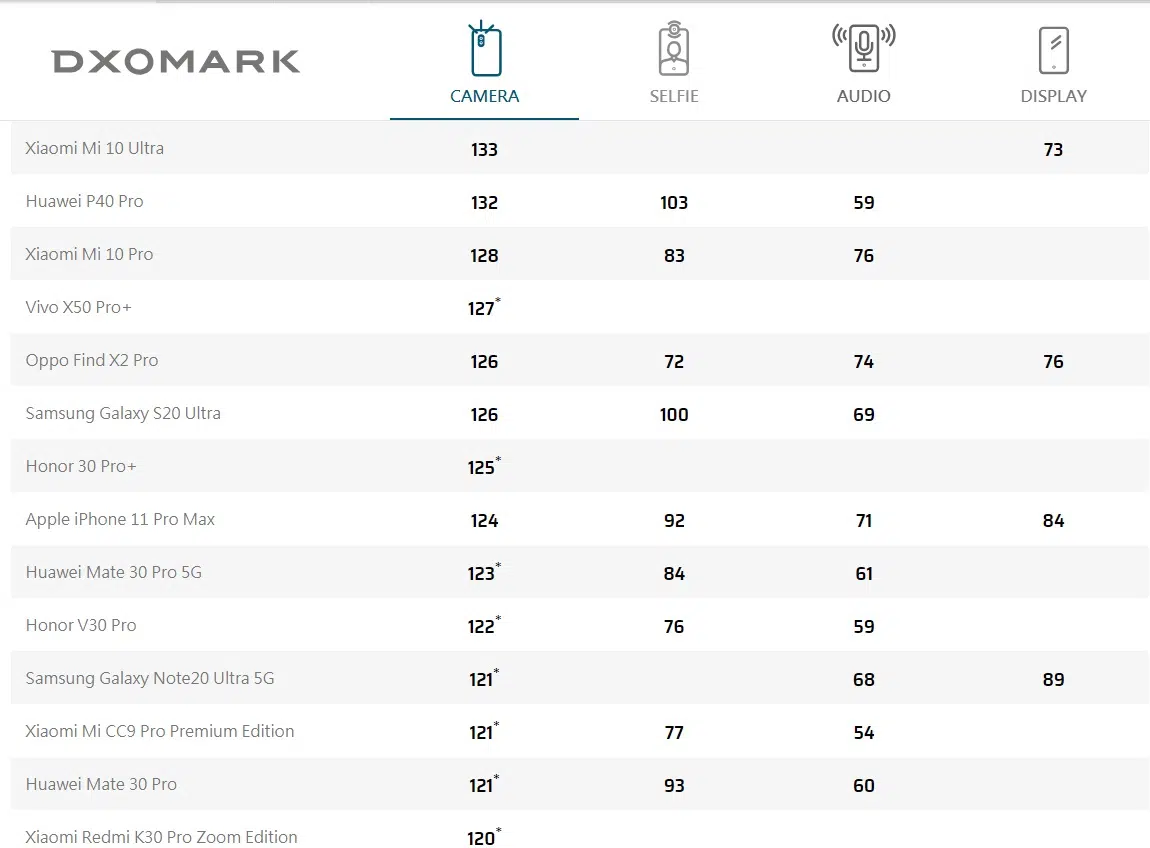 DXOMARK
CAMERA SELFIE AUDIO DISPLAY
Xiaomi Mi 10 Ultra 133 73
Huawei P40 Pro 132 103 59
Xiaomi Mi 10 Pro 128 83 76
Vivo X50 Pro+ 127*
Oppo Find X2 Pro 126 72 74 76
Samsung Galaxy S20 Ultra 126 100 69
Honor 30 Pro+ 125*
Apple iPhone 11 Pro Max 124 92 71 84
Huawei Mate 30 Pro 5G 123* 84 61
Honor V30 Pro 122* 76 59
Samsung Galaxy Note20 Ultra 5G 121* 68 89
Xiaomi Mi CC9 Pro Premium Edition 121* 77 54
Huawei Mate 30 Pro 121* 93 60
Xiaomi Redmi K30 Pro Zoom Edition 120*